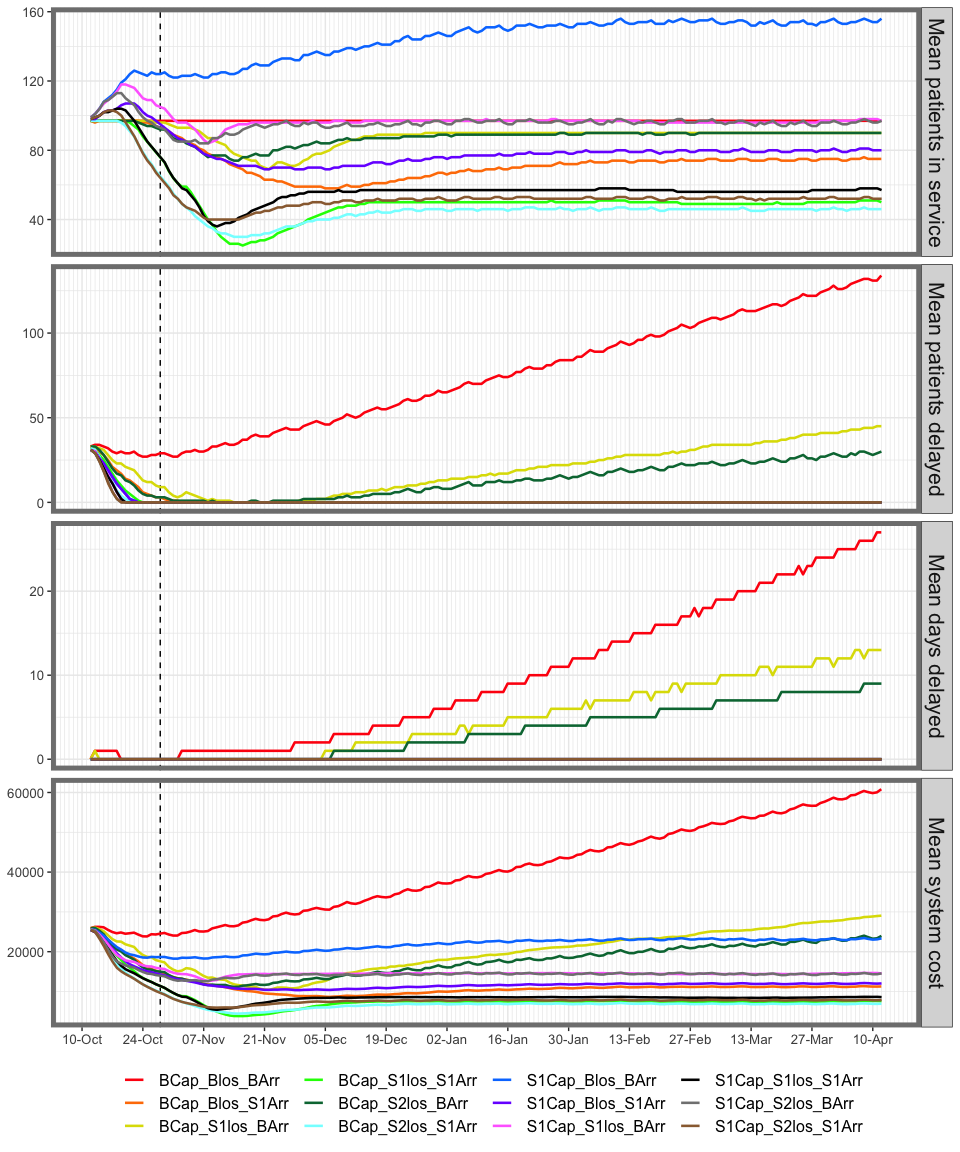 160
120
80
40
Mean patients in service
100
50
0
Mean patients delayed
20
10
0
Mean days delayed
60000
40000
20000
Mean system cost
10-Oct 24-Oct 07-Nov 21-Nov 05-Dec 19-Dec 02-Jan 16-Jan 30-Jan 13-Feb 27-Feb 13-Mar 27-Mar 10-Apr
BCap_Blos_BArr BCap_S1los_S1Arr S1Cap_Blos_BArr S1Cap_S1los_S1Arr
BCap_Blos_S1Arr BCap_S2los_BArr S1Cap_Blos_S1Arr S1Cap_S2los_BArr
BCap_S1los_BArr BCap_S2los_S1Arr S1Cap_S1los_BArr S1Cap_S2los_S1Arr